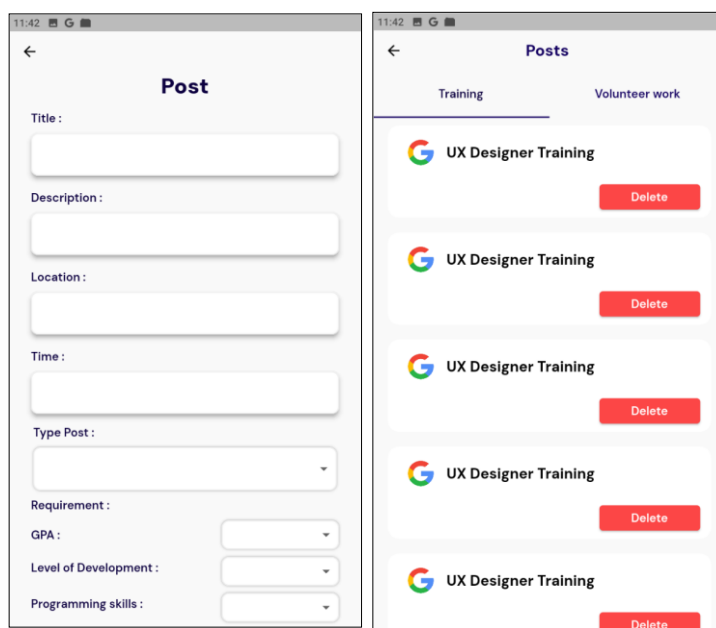 11:42
Post
Title :
Description :
Location :
Time :
Type Post :
Requirement :
GPA :
Level of Development :
Programming skills :
11:42
Posts
Training Volunteer work
UX Designer Training
Delete
UX Designer Training
Delete
UX Designer Training
Delete
UX Designer Training
Delete
UX Designer Training
Delete